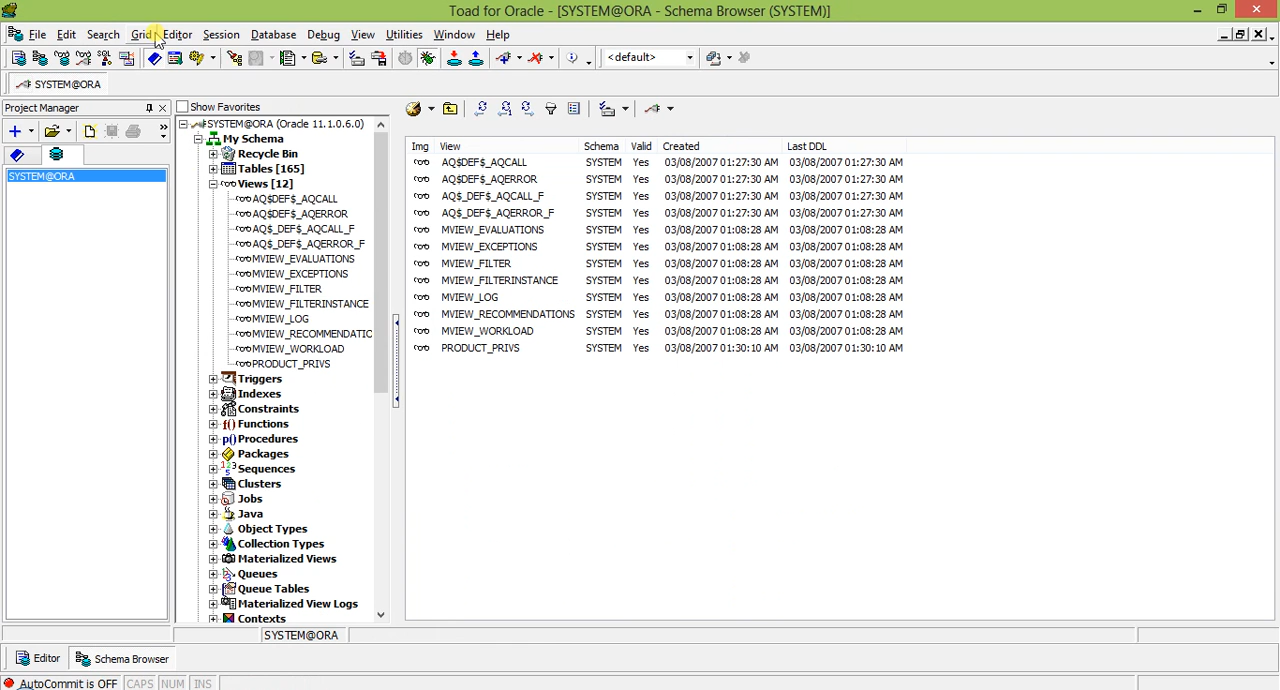 Toad for Oracle - [SYSTEM@ORA - Schema Browser (SYSTEM)]
File Edit Search Grid Editor Session Database Debug View Utilities Window Help
<default>
SYSTEM@ORA
Project Manager
SYSTEM@ORA
Show Favorites
SYSTEM@ORA (Oracle 11.1.0.6.0)
My Schema
Recycle Bin
Tables [165]
Views [12]
AQ$DEF$_AQCALL
AQ$DEF$_AQERROR
AQ$_DEF$_AQCALL_F
AQ$_DEF$_AQERROR_F
MVIEW_EVALUATIONS
MVIEW_EXCEPTIONS
MVIEW_FILTER
MVIEW_FILTERINSTANCE
MVIEW_LOG
MVIEW_RECOMMENDATIO
MVIEW_WORKLOAD
PRODUCT_PRIVS
Triggers
Indexes
Constraints
f() Functions
p() Procedures
Packages
Sequences
Clusters
Jobs
Java
Object Types
Collection Types
Materialized Views
Queues
Queue Tables
Materialized View Logs
Contexts
Img View Schema Valid Created Last DDL
AQ$DEF$_AQCALL SYSTEM Yes 03/08/2007 01:27:30 AM 03/08/2007 01:27:30 AM
AQ$DEF$_AQERROR SYSTEM Yes 03/08/2007 01:27:30 AM 03/08/2007 01:27:30 AM
AQ$_DEF$_AQCALL_F SYSTEM Yes 03/08/2007 01:27:30 AM 03/08/2007 01:27:30 AM
AQ$_DEF$_AQERROR_F SYSTEM Yes 03/08/2007 01:27:30 AM 03/08/2007 01:27:30 AM
MVIEW_EVALUATIONS SYSTEM Yes 03/08/2007 01:08:28 AM 03/08/2007 01:08:28 AM
MVIEW_EXCEPTIONS SYSTEM Yes 03/08/2007 01:08:28 AM 03/08/2007 01:08:28 AM
MVIEW_FILTER SYSTEM Yes 03/08/2007 01:08:28 AM 03/08/2007 01:08:28 AM
MVIEW_FILTERINSTANCE SYSTEM Yes 03/08/2007 01:08:28 AM 03/08/2007 01:08:28 AM
MVIEW_LOG SYSTEM Yes 03/08/2007 01:08:28 AM 03/08/2007 01:08:28 AM
MVIEW_RECOMMENDATIONS SYSTEM Yes 03/08/2007 01:08:28 AM 03/08/2007 01:08:28 AM
MVIEW_WORKLOAD SYSTEM Yes 03/08/2007 01:08:28 AM 03/08/2007 01:08:28 AM
PRODUCT_PRIVS SYSTEM Yes 03/08/2007 01:30:10 AM 03/08/2007 01:30:10 AM
SYSTEM@ORA
Editor Schema Browser
AutoCommit is OFF CAPS NUM INS